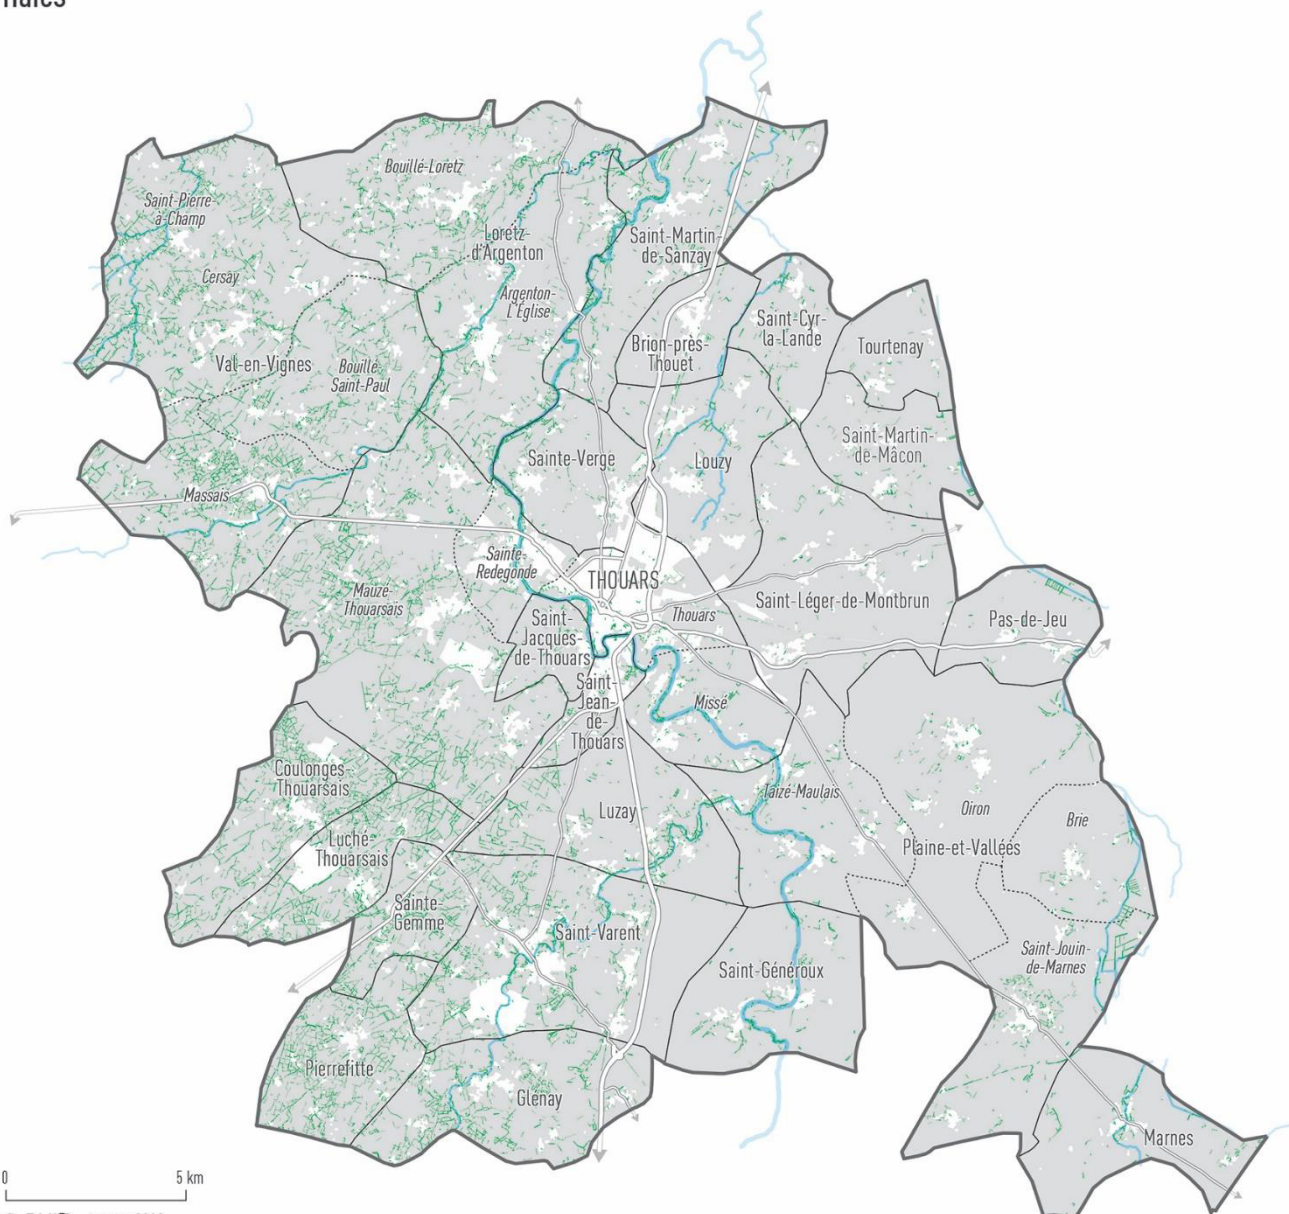 Haies
Bouillé-Loretz
Saint-Pierre-
à-Champ
Loretz-
d'Argenton
Saint-Martin-
de-Sanzay
Cersay
Argenton-
L'Église
Saint-Cyr-
la-Lande
Brion-près-
Thouet
Tourtenay
Val-en-Vignes
Bouillé
Saint-Paul
Saint-Martin-
de-Mâcon
Sainte-Verge
Louzy
Massais
Sainte-
Redegonde
THOUARS
Mauzé-
Thouarsais
Saint-Léger-de-Montbrun
Thouars
Pas-de-Jeu
Saint-
Jacques-
de-Thouars
Saint-
Jean-
de-
Thouars
Missé
Coulonges-
Thouarsais
Taizé-Maulais
Luzay
Oiron
Brie
Luché
Thouarsais
Plaine-et-Valléés
Sainte-
Gemme
Saint-Varent
Saint-Jouin-
de-Marnes
Saint-Généroux
Pierrefitte
Glénay
Marnes
0 5 km